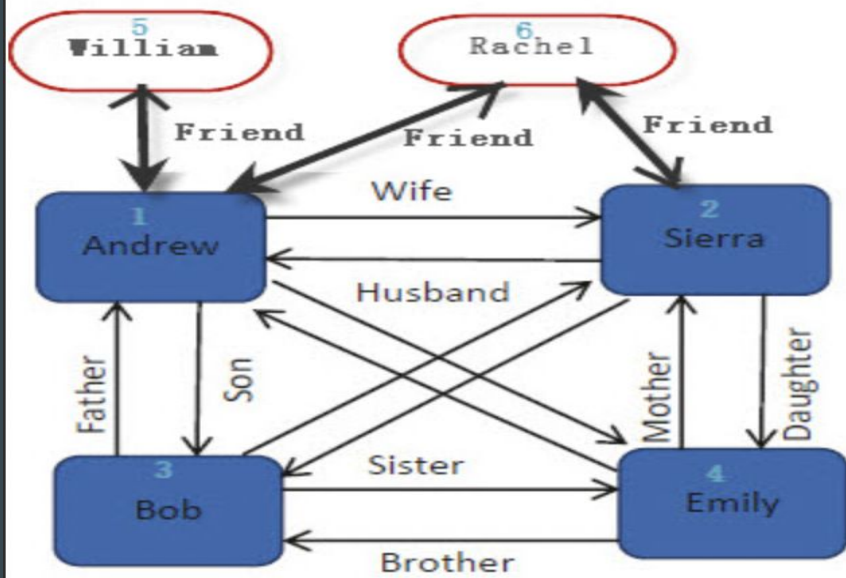 5
William
6
Rachel
Friend
Friend
Friend
1
Andrew
Wife
2
Sierra
Husband
Father
Son
Mother
Daughter
3
Bob
Sister
4
Emily
Brother